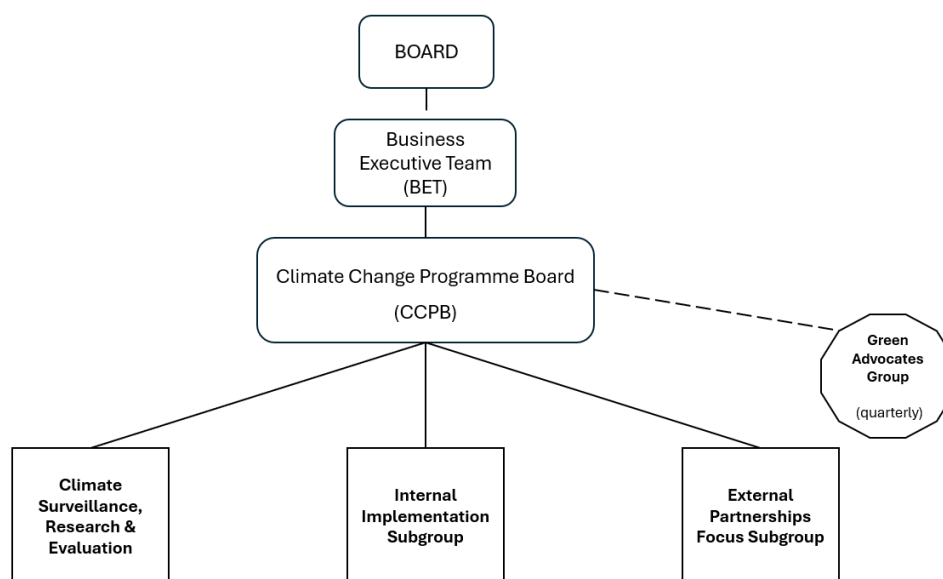 BOARD
Business
Executive Team
(BET)
Climate Change Programme Board
(CCPB)
Green
Advocates
Group
(quarterly)
Climate
Surveillance,
Research &
Evaluation
Internal
Implementation
Subgroup
External
Partnerships
Focus Subgroup